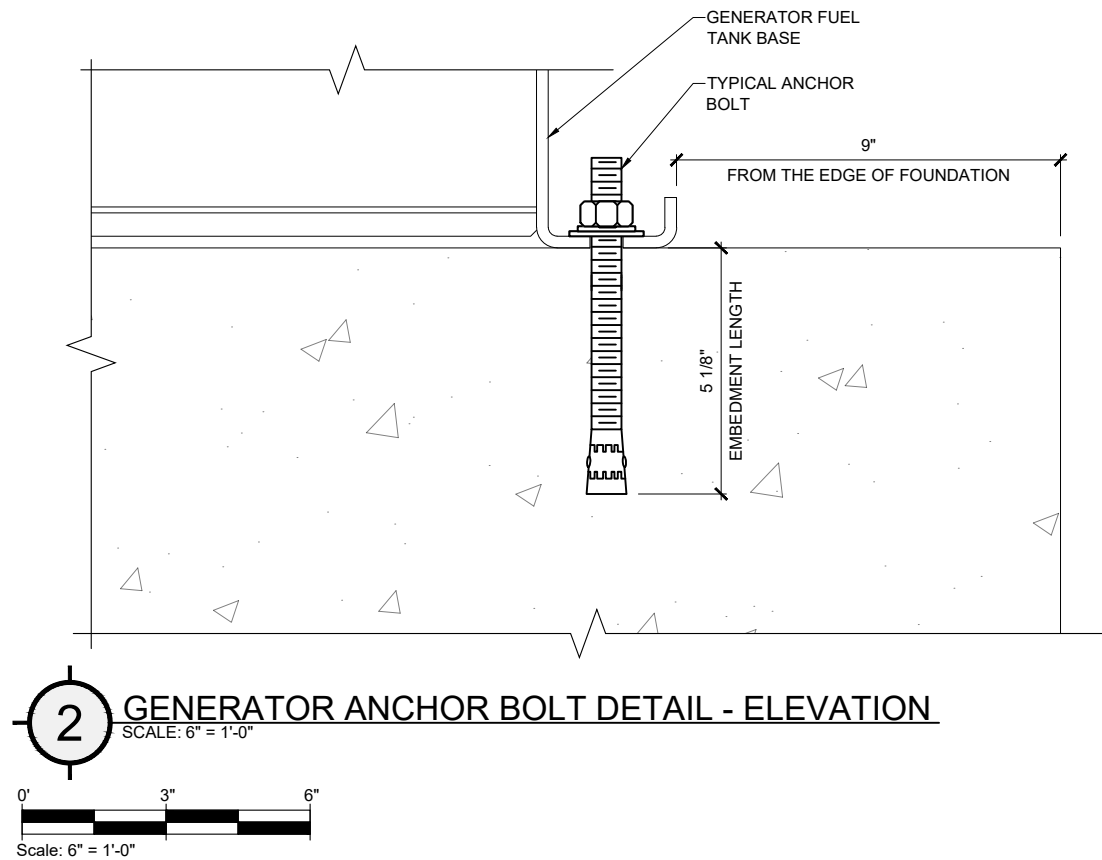 GENERATOR FUEL
TANK BASE
TYPICAL ANCHOR
BOLT
9"
FROM THE EDGE OF FOUNDATION
5 1/8"
EMBEDMENT LENGTH
2
GENERATOR ANCHOR BOLT DETAIL - ELEVATION
SCALE: 6" = 1'-0"
0' 3" 6"
Scale: 6" = 1'-0"